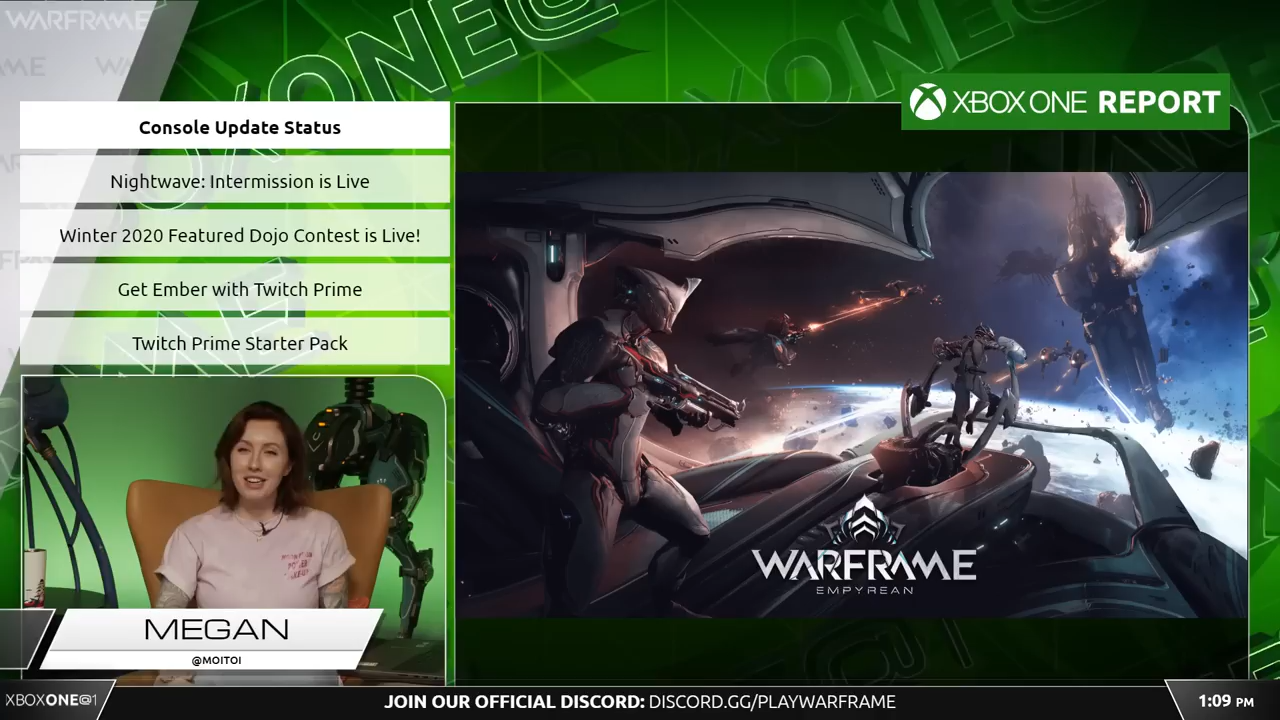 WARFRAME
XBOX ONE REPORT
Console Update Status
Nightwave: Intermission is Live
Winter 2020 Featured Dojo Contest is Live!
Get Ember with Twitch Prime
Twitch Prime Starter Pack
WARFRAME
EMPYREAN
MEGAN
@MOITOI
XBOXONE@1
JOIN OUR OFFICIAL DISCORD: DISCORD.GG/PLAYWARFRAME
1:09 PM